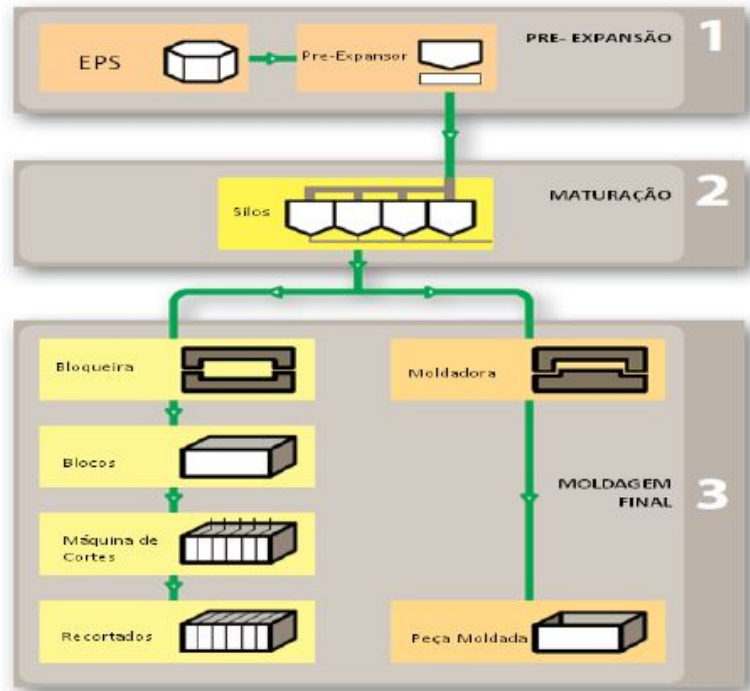 EPS
Pre-Expansor
PRE- EXPANSÃO
1
Silos
MATURAÇÃO
2
Bloqueira
Blocos
Máquina de
Cortes
Recortados
Moldadora
Peça Moldada
MOLDAGEM
FINAL
3